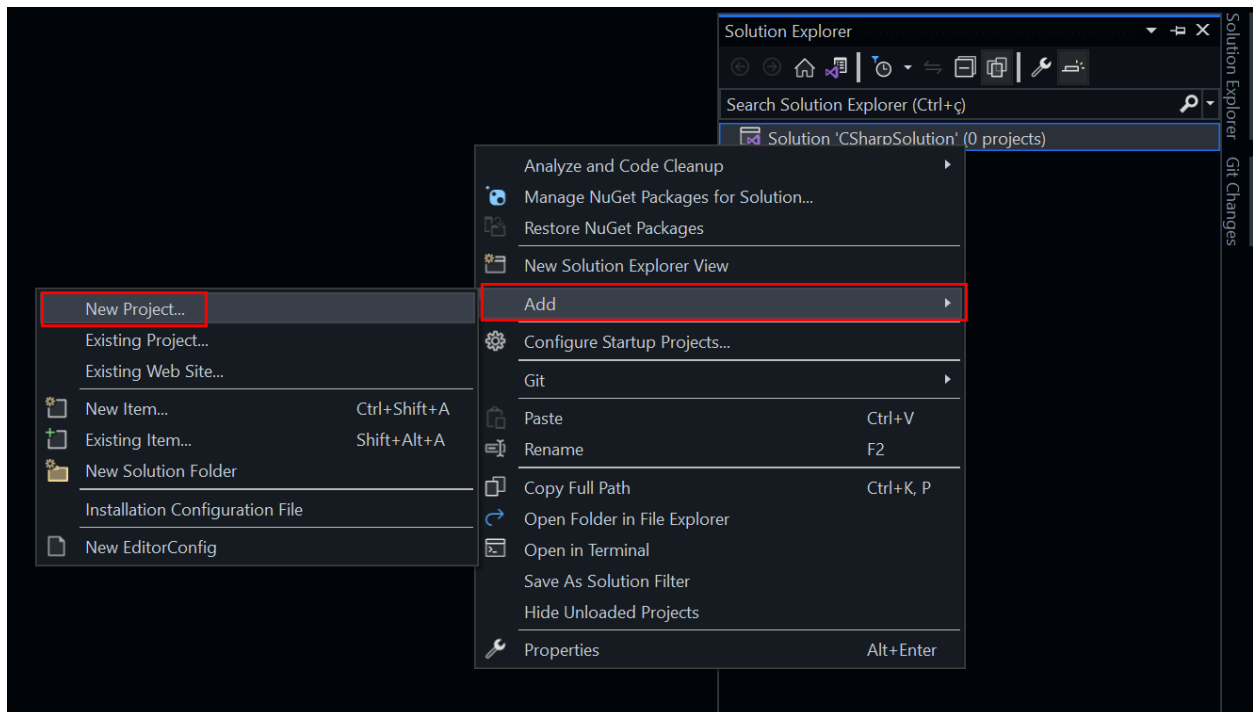 Solution Explorer
Search Solution Explorer (Ctrl+ç)
Solution 'CSharpSolution' (0 projects)
Solution Explorer
Git Changes
Analyze and Code Cleanup
Manage NuGet Packages for Solution...
Restore NuGet Packages
New Solution Explorer View
Add
Configure Startup Projects...
Git
Paste Ctrl+V
Rename F2
Copy Full Path Ctrl+K, P
Open Folder in File Explorer
Open in Terminal
Save As Solution Filter
Hide Unloaded Projects
Properties Alt+Enter
New Project...
Existing Project...
Existing Web Site...
New Item... Ctrl+Shift+A
Existing Item... Shift+Alt+A
New Solution Folder
Installation Configuration File
New EditorConfig